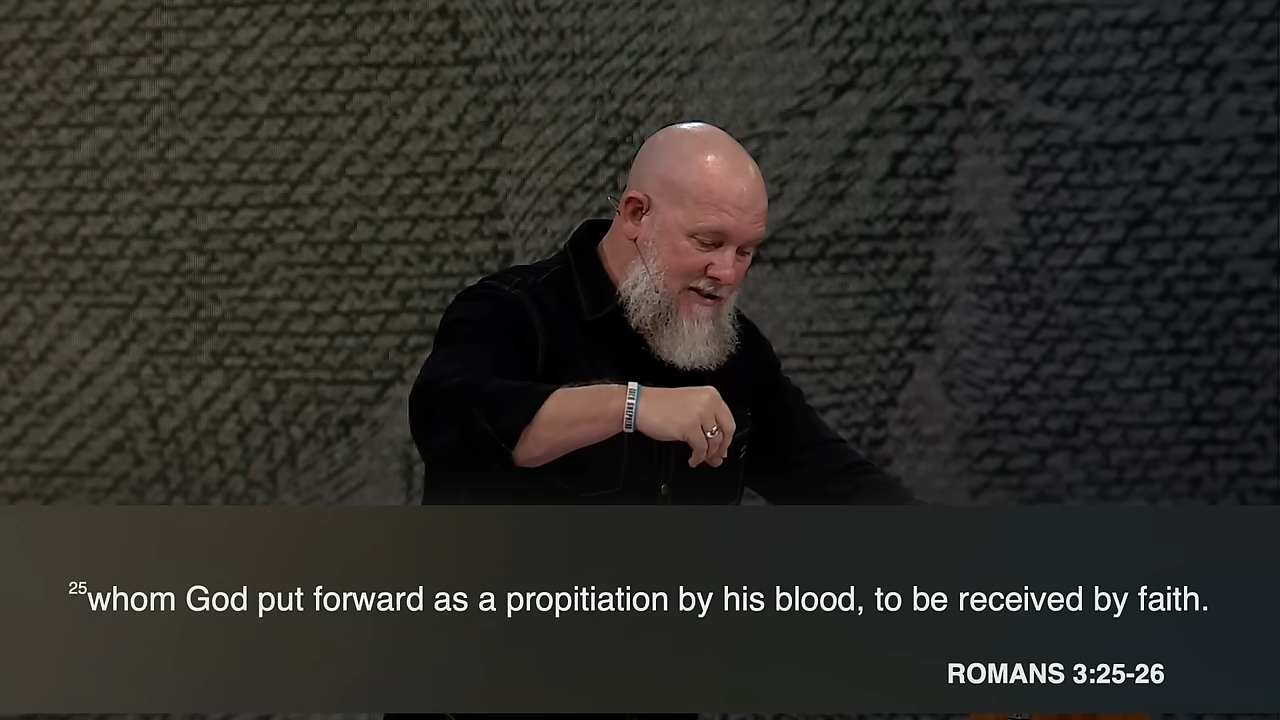 25whom God put forward as a propitiation by his blood, to be received by faith.
ROMANS 3:25-26